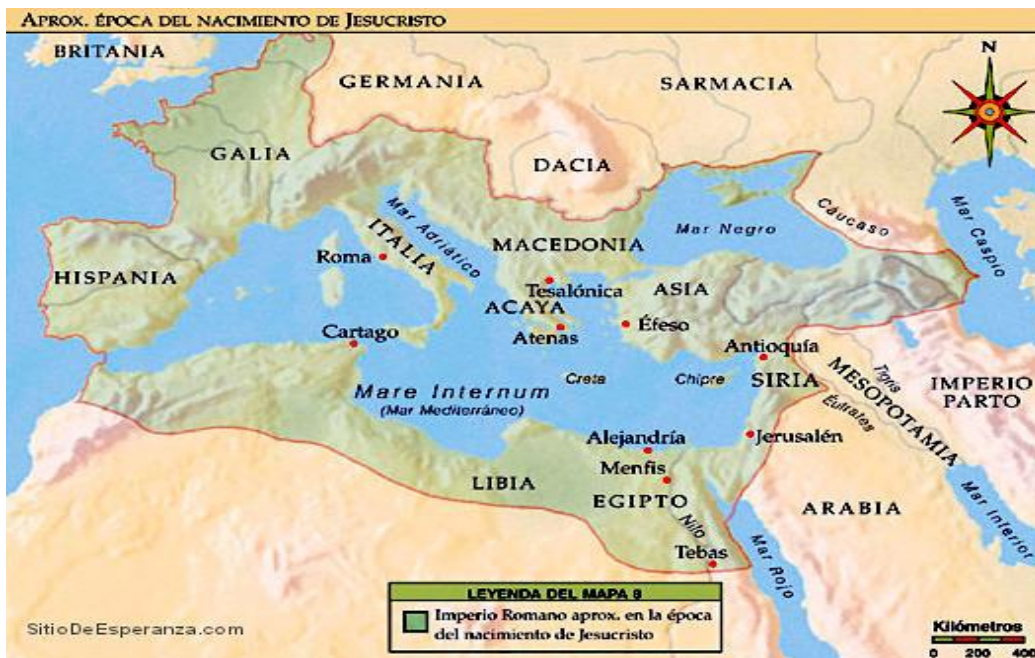 APROX. ÉPOCA DEL NACIMIENTO DE JESUCRISTO
BRITANIA
GERMANIA
SARMACIA
N
GALIA
DACIA
Mar Caspio
Cáucaso
Mar Adriático
Mar Negro
MACEDONIA
ITALIA
Roma
HISPANIA
Tesalónica
ASIA
ACAYA
Cartago
Atenas
Éfeso
Antioquía
Mare Internum
(Mar Mediterráneo)
Creta
Chipre
SIRIA
Tigris
MESOPOTAMIA
Éufrates
IMPERIO
PARTO
Alejandría
Jerusalén
Menfis
LIBIA
EGIPTO
Nilo
ARABIA
Mar Inferior
Tebas
Mar Rojo
LEYENDA DEL MAPA 8
Imperio Romano aprox. en la época
del nacimiento de Jesucristo
SitioDeEsperanza.com
Kilómetros
0 200 400